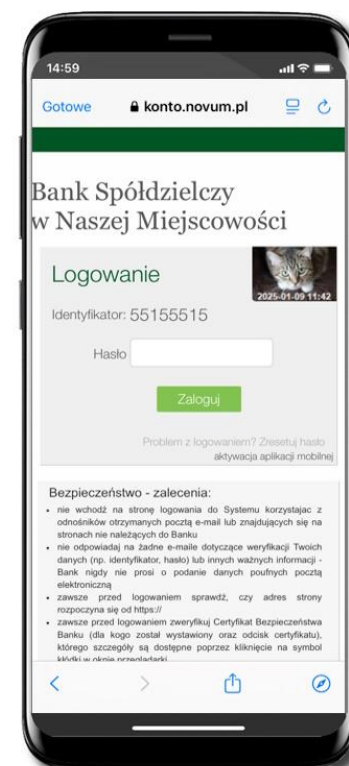 14:59
Gotowe konto.novum.pl
Bank Spółdzielczy
w Naszej Miejscowości
Logowanie
2025-01-09 11:42
Identyfikator: 55155515
Hasło
Zaloguj
Problem z logowaniem? Zresetuj hasło
aktywacja aplikacji mobilnej
Bezpieczeństwo - zalecenia:
• nie wchodź na stronę logowania do Systemu korzystając z
odnośników otrzymanych pocztą e-mail lub znajdujących się na
stronach nie należących do Banku
• nie odpowiadaj na żadne e-maile dotyczące weryfikacji Twoich
danych (np. identyfikator, hasło) lub innych ważnych informacji -
Bank nigdy nie prosi o podanie danych poufnych pocztą
elektroniczną
• zawsze przed logowaniem sprawdź, czy adres strony
rozpoczyna się od https://
• zawsze przed logowaniem zweryfikuj Certyfikat Bezpieczeństwa
Banku (dla kogo został wystawiony oraz odcisk certyfikatu),
którego szczegóły są dostępne poprzez kliknięcie na symbol
kłódki w oknie przeglądarki